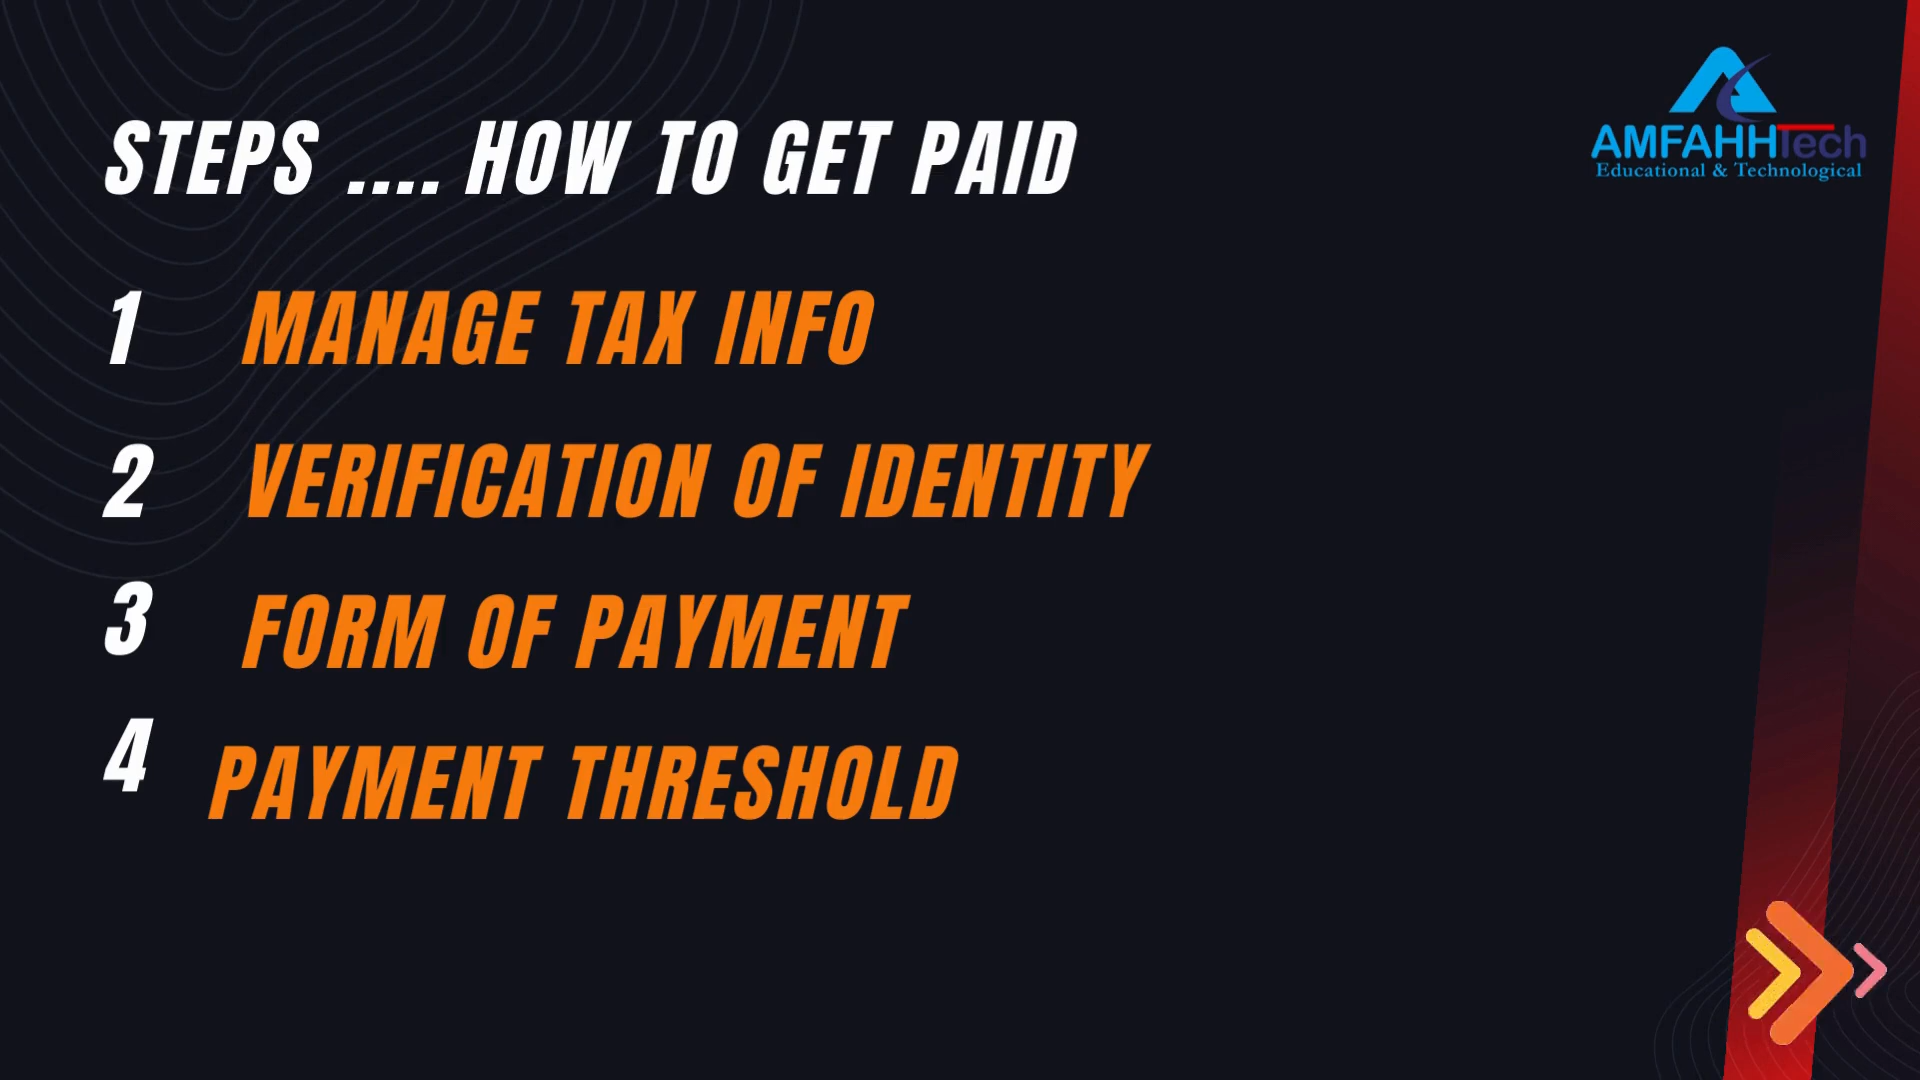 AMFAHHTech
Educational & Technological
STEPS .... HOW TO GET PAID
1 MANAGE TAX INFO
2 VERIFICATION OF IDENTITY
3 FORM OF PAYMENT
4 PAYMENT THRESHOLD